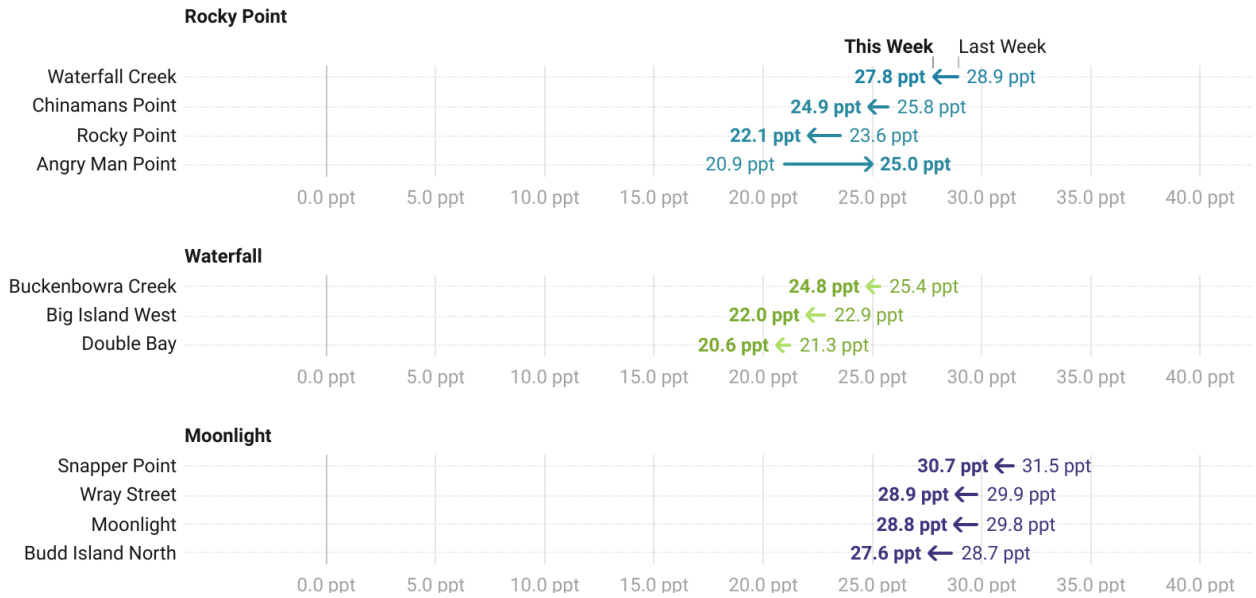 Rocky Point
This Week Last Week
Waterfall Creek 27.8 ppt 28.9 ppt
Chinamans Point 24.9 ppt 25.8 ppt
Rocky Point 22.1 ppt 23.6 ppt
Angry Man Point 20.9 ppt 25.0 ppt
0.0 ppt 5.0 ppt 10.0 ppt 15.0 ppt 20.0 ppt 25.0 ppt 30.0 ppt 35.0 ppt 40.0 ppt
Waterfall
Buckenbowra Creek 24.8 ppt 25.4 ppt
Big Island West 22.0 ppt 22.9 ppt
Double Bay 20.6 ppt 21.3 ppt
0.0 ppt 5.0 ppt 10.0 ppt 15.0 ppt 20.0 ppt 25.0 ppt 30.0 ppt 35.0 ppt 40.0 ppt
Moonlight
Snapper Point 30.7 ppt 31.5 ppt
Wray Street 28.9 ppt 29.9 ppt
Moonlight 28.8 ppt 29.8 ppt
Budd Island North 27.6 ppt 28.7 ppt
0.0 ppt 5.0 ppt 10.0 ppt 15.0 ppt 20.0 ppt 25.0 ppt 30.0 ppt 35.0 ppt 40.0 ppt